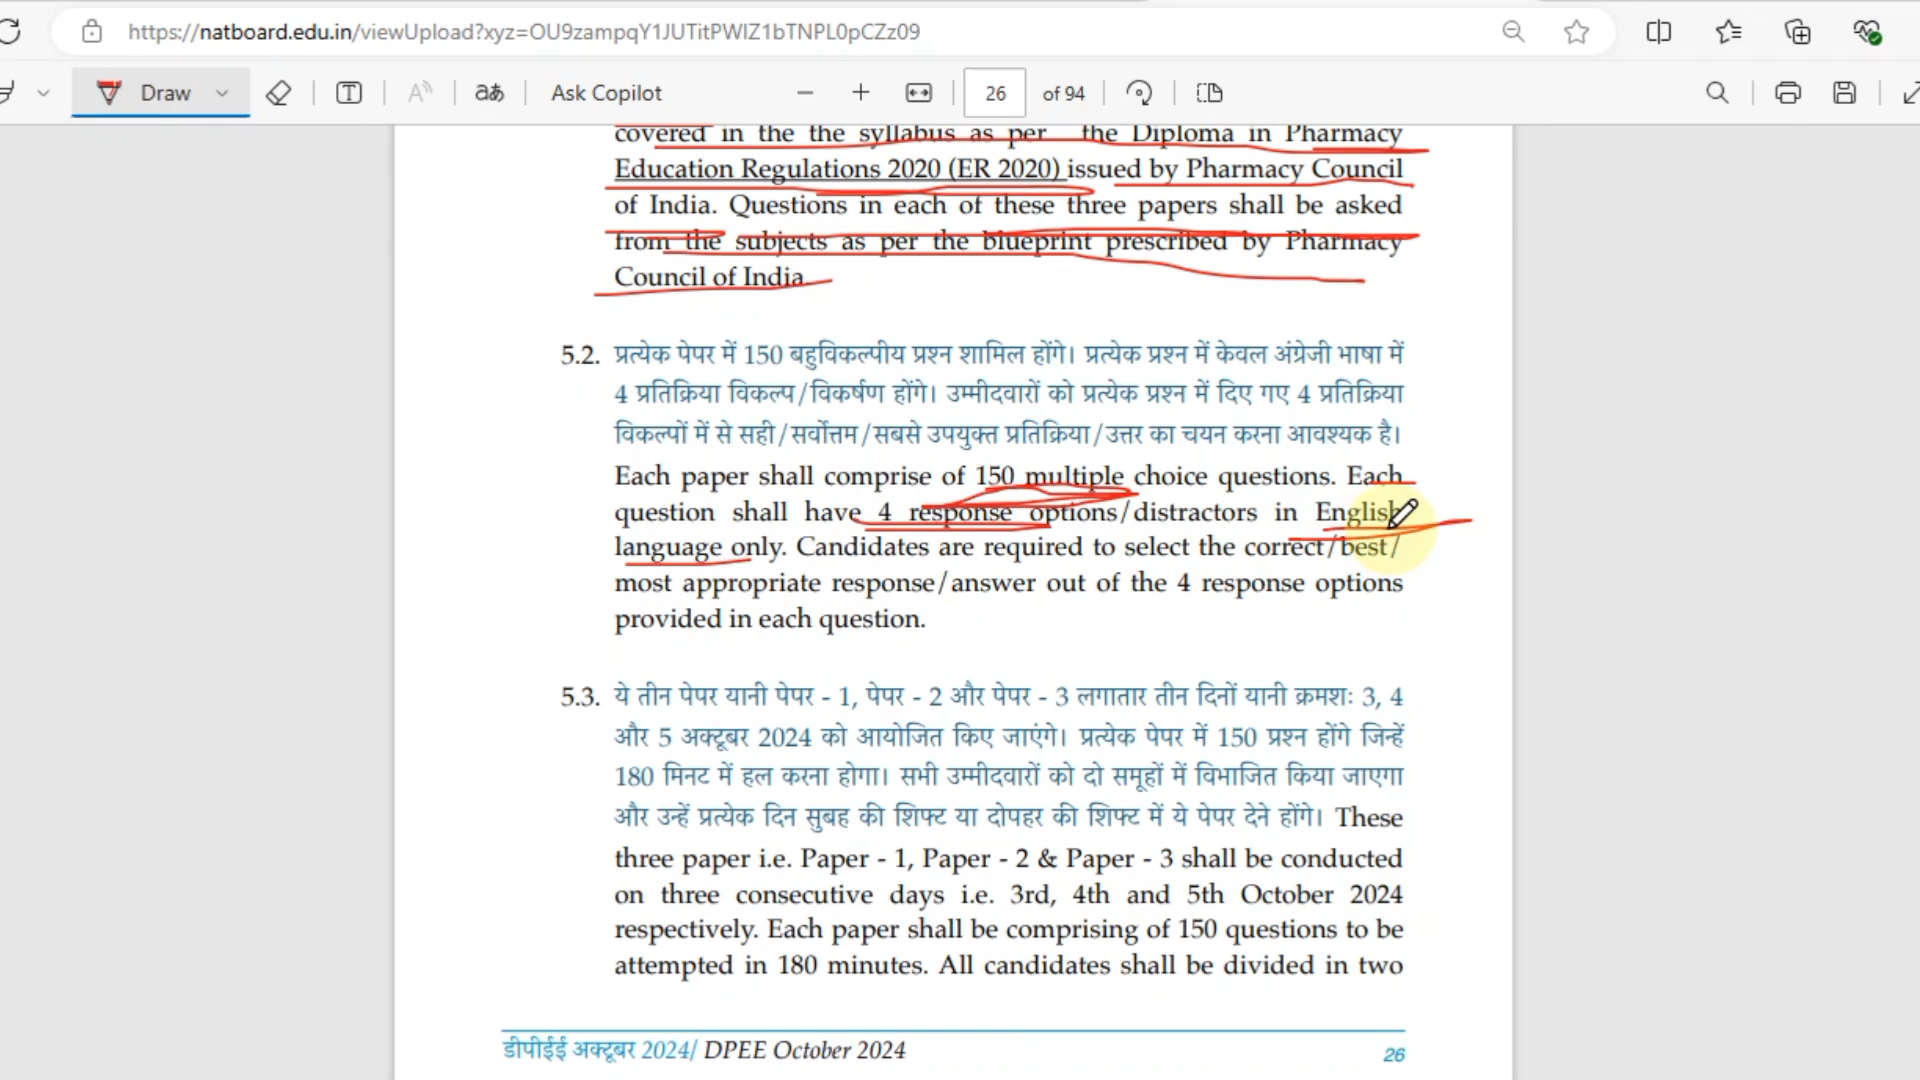 https://natboard.edu.in/viewUpload?xyz=OU9zampqY1JUTitPWlZ1bTNPL0pCZz09
Draw
T
aあ
Ask Copilot
26
of 94
covered in the the syllabus as per the Diploma in Pharmacy
Education Regulations 2020 (ER 2020) issued by Pharmacy Council
of India. Questions in each of these three papers shall be asked
from the subjects as per the blueprint prescribed by Pharmacy
Council of India.
5.2. प्रत्येक पेपर में 150 बहुविकल्पीय प्रश्न शामिल होंगे। प्रत्येक प्रश्न में केवल अंग्रेजी भाषा में
4 प्रतिक्रिया विकल्प/विकर्षण होंगे। उम्मीदवारों को प्रत्येक प्रश्न में दिए गए 4 प्रतिक्रिया
विकल्पों में से सही/सर्वोत्तम/सबसे उपयुक्त प्रतिक्रिया/उत्तर का चयन करना आवश्यक है।
Each paper shall comprise of 150 multiple choice questions. Each
question shall have 4 response options/distractors in English
language only. Candidates are required to select the correct/best/
most appropriate response/answer out of the 4 response options
provided in each question.
5.3. ये तीन पेपर यानी पेपर - 1, पेपर - 2 और पेपर - 3 लगातार तीन दिनों यानी क्रमशः 3, 4
और 5 अक्टूबर 2024 को आयोजित किए जाएंगे। प्रत्येक पेपर में 150 प्रश्न होंगे जिन्हें
180 मिनट में हल करना होगा। सभी उम्मीदवारों को दो समूहों में विभाजित किया जाएगा
और उन्हें प्रत्येक दिन सुबह की शिफ्ट या दोपहर की शिफ्ट में ये पेपर देने होंगे। These
three paper i.e. Paper - 1, Paper - 2 & Paper - 3 shall be conducted
on three consecutive days i.e. 3rd, 4th and 5th October 2024
respectively. Each paper shall be comprising of 150 questions to be
attempted in 180 minutes. All candidates shall be divided in two
डीपीईई अक्टूबर 2024/ DPEE October 2024
26